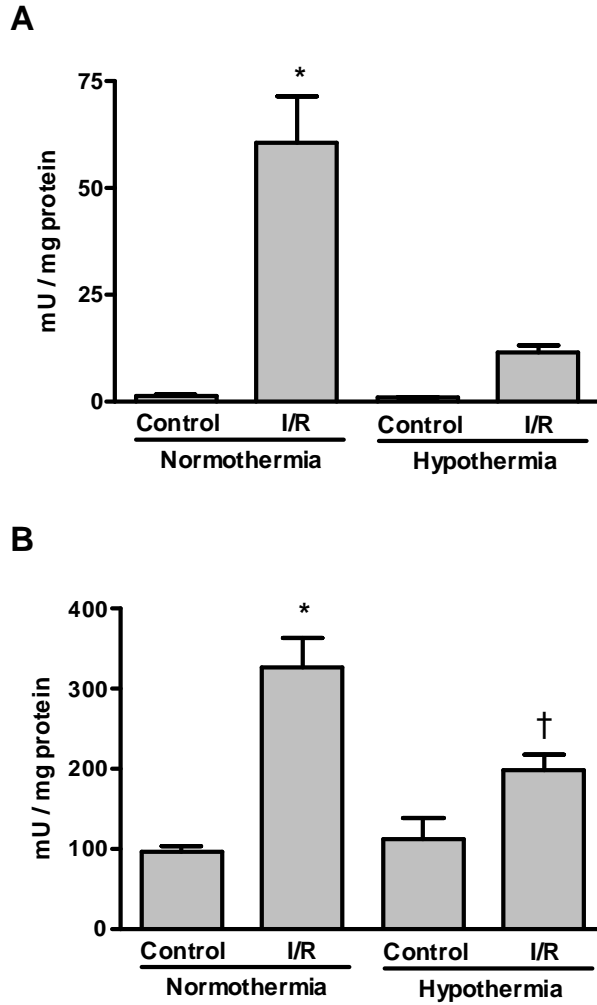 A
75
*
50
mU / mg protein
25
0
Control I/R Control I/R
Normothermia Hypothermia
B
400
*
300
†
mU / mg protein
200
100
0
Control I/R Control I/R
Normothermia Hypothermia